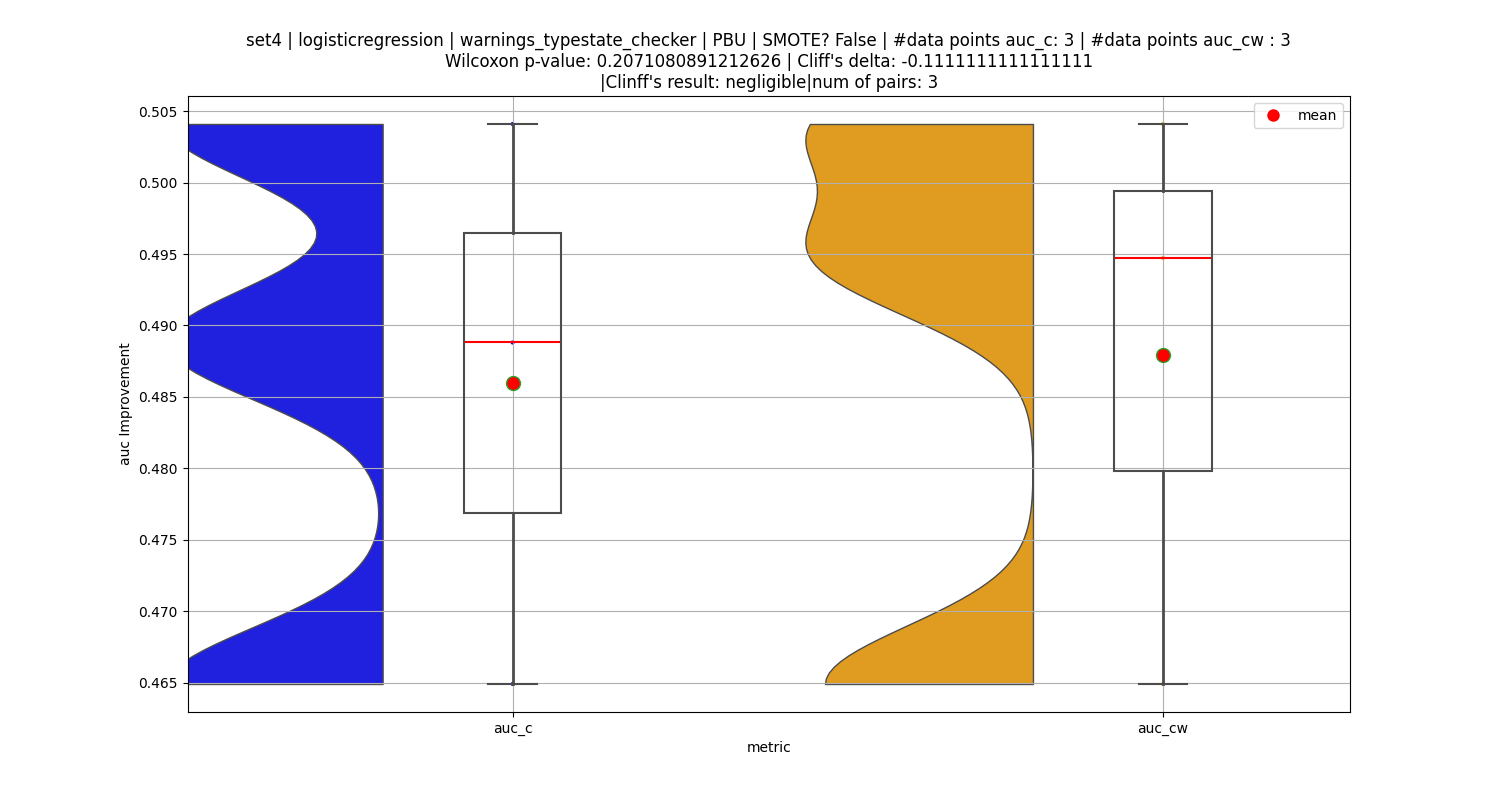 set4 | logisticregression | warnings_typestate_checker | PBU | SMOTE? False | #data points auc_c: 3 | #data points auc_cw : 3
Wilcoxon p-value: 0.2071080891212626 | Cliff's delta: -0.1111111111111111
|Clinff's result: negligible|num of pairs: 3
mean
0.505
0.500
0.495
0.490
0.485
0.480
0.475
0.470
0.465
auc Improvement
auc_c
auc_cw
metric